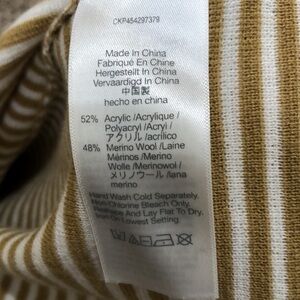 CKP454297379
Made In China
Fabriqué En Chine
Hergestellt In China
Vervaardigd In China
中国製
hecho en china
52% Acrylic /Acrylique /
Polyacryl /Acryl /
アクリル /acrílico
48% Merino Wool /Laine
Mérinos /Merino
Wolle /Merinowol /
メリノウール /lana
merino
Hand Wash Cold Separately.
Non-Chlorine Bleach Only.
Reshape And Lay Flat To Dry.
Iron On Lowest Setting.